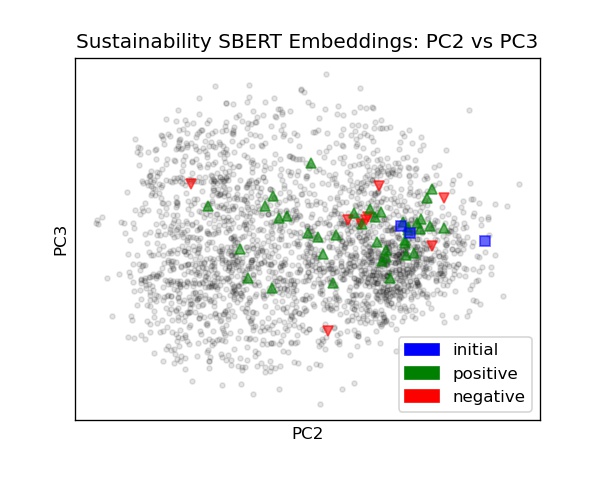 Sustainability SBERT Embeddings: PC2 vs PC3
PC3
initial
positive
negative
PC2